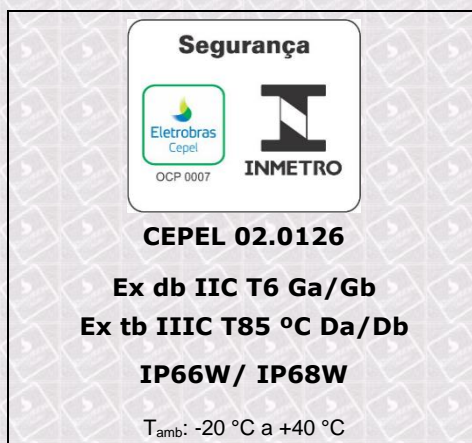 Segurança
Eletrobras
Cepel
OCP 0007
INMETRO
CEPEL 02.0126
Ex db IIC T6 Ga/Gb
Ex tb IIIC T85 ºC Da/Db
IP66W/ IP68W
Tamb: -20 °C a +40 °C